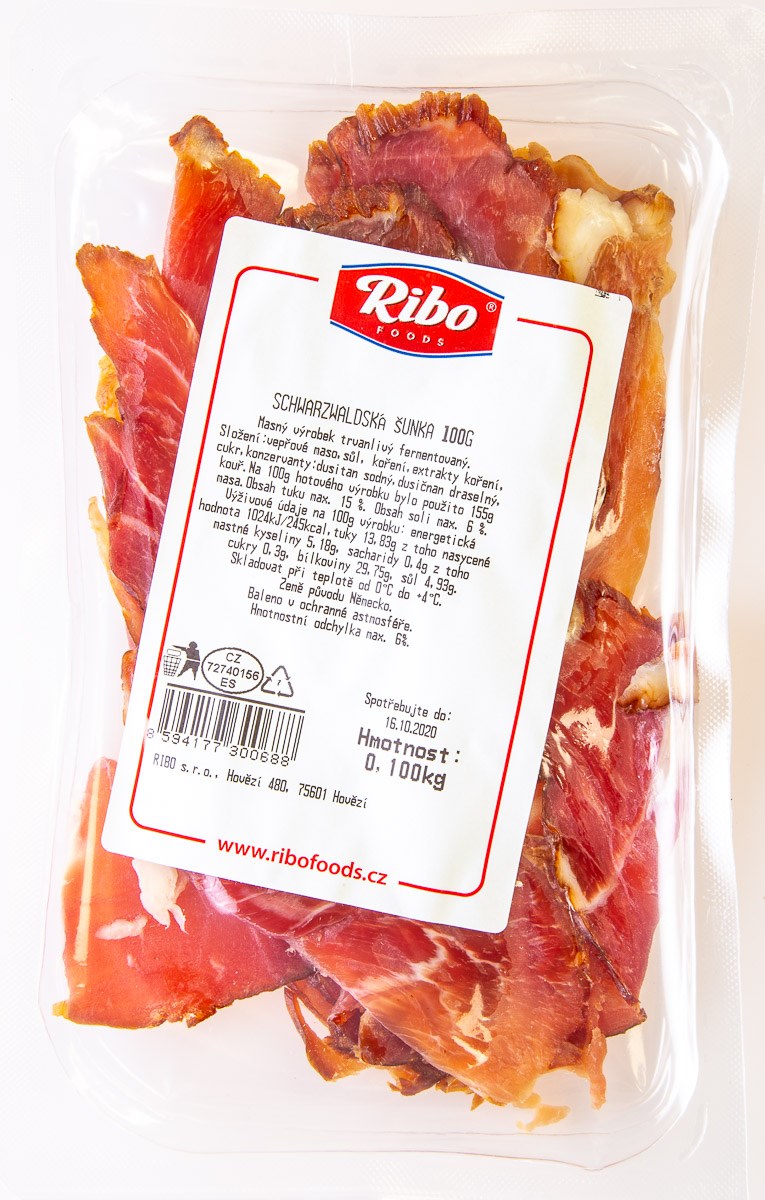 Ribo®
FOODS
SCHWARZWALDSKÁ ŠUNKA 100G
Masný výrobek trvanlivý fermentovaný.
Složení:vepřové maso,sůl, koření,extrakty koření,
cukr,konzervanty:dusitan sodný,dusičnan draselný,
kouř.Na 100g hotového výrobku bylo použito 155g
masa.Obsah tuku max. 15 %. Obsah soli max. 6 %.
Výživové údaje na 100g výrobku: energetická
hodnota 1024kJ/245kcal,tuky 13,83g z toho nasycené
mastné kyseliny 5,18g, sacharidy 0,4g z toho
cukry 0,3g, bílkoviny 29,75g, sůl 4,93g.
Skladovat při teplotě od 0°C do +4°C.
Země původu Německo.
Baleno v ochranné astmosféře.
Hmotnostní odchylka max. 6%.
CZ
72740156
ES
7
8 594177 300688
Spotřebujte do:
16.10.2020
Hmotnost:
0,100kg
RIBO s.r.o., Hovězí 480, 75601 Hovězí
www.ribofoods.cz